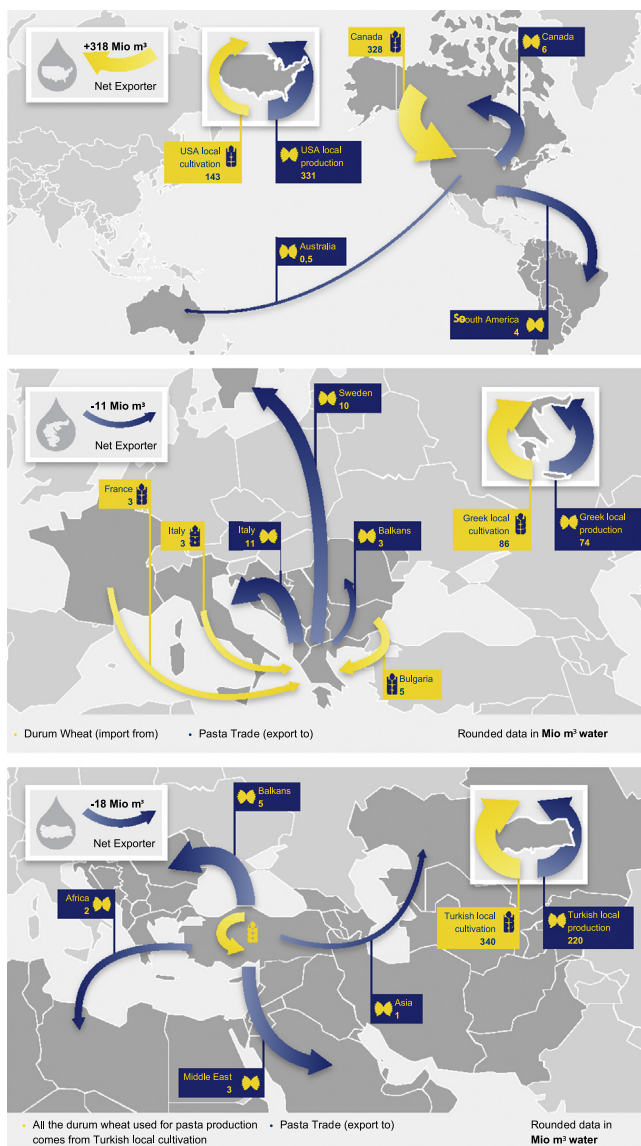 +318 Mio m³
Net Exporter
Canada
328
Canada
6
USA local
cultivation
143
USA local
production
331
Australia
0,5
South America
4
-11 Mio m³
Net Exporter
Sweden
10
France
3
Italy
3
Italy
11
Balkans
3
Greek local
cultivation
86
Greek local
production
74
Bulgaria
5
• Durum Wheat (import from)
• Pasta Trade (export to)
Rounded data in Mio m³ water
-18 Mio m³
Net Exporter
Balkans
5
Africa
2
Turkish local
cultivation
340
Turkish local
production
220
Asia
1
Middle East
3
• All the durum wheat used for pasta production
comes from Turkish local cultivation
• Pasta Trade (export to)
Rounded data in
Mio m³ water